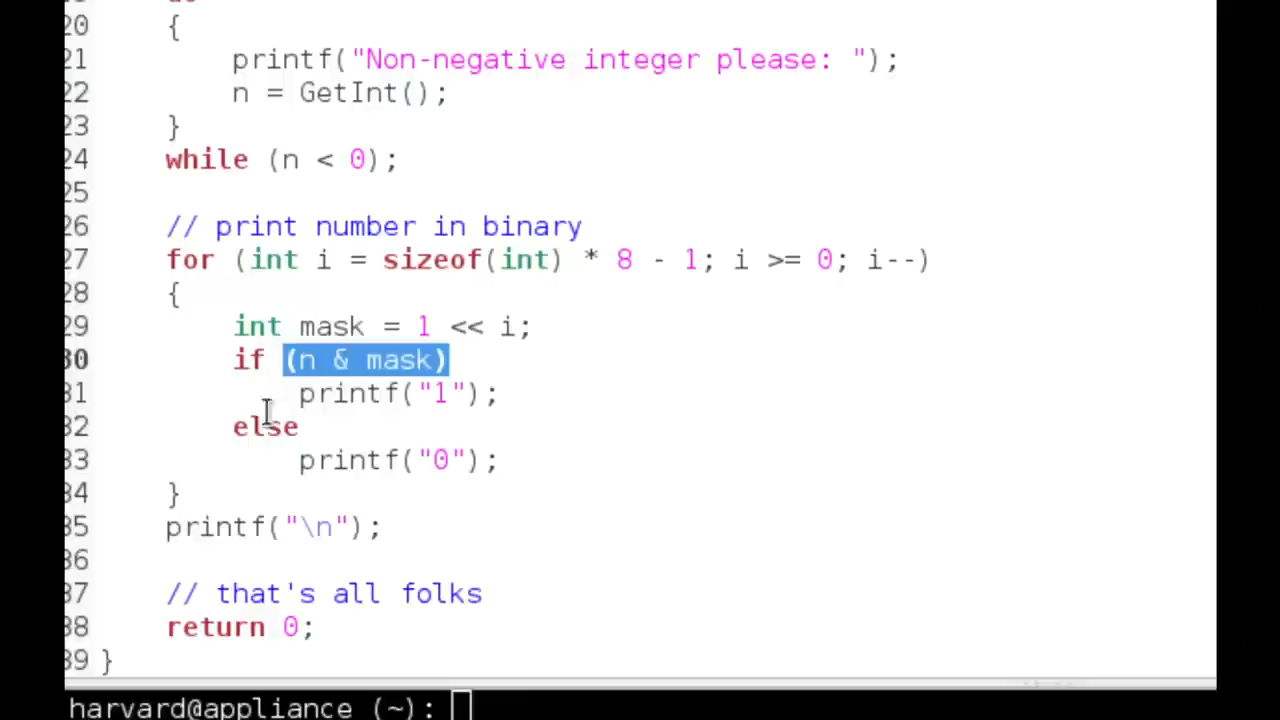 20 {
21 printf("Non-negative integer please: ");
22 n = GetInt();
23 }
24 while (n < 0);
25
26 // print number in binary
27 for (int i = sizeof(int) * 8 - 1; i >= 0; i--)
28 {
29 int mask = 1 << i;
30 if (n & mask)
31 printf("1");
32 else
33 printf("0");
34 }
35 printf("\n");
36
37 // that's all folks
38 return 0;
39 }
harvard@appliance (~):